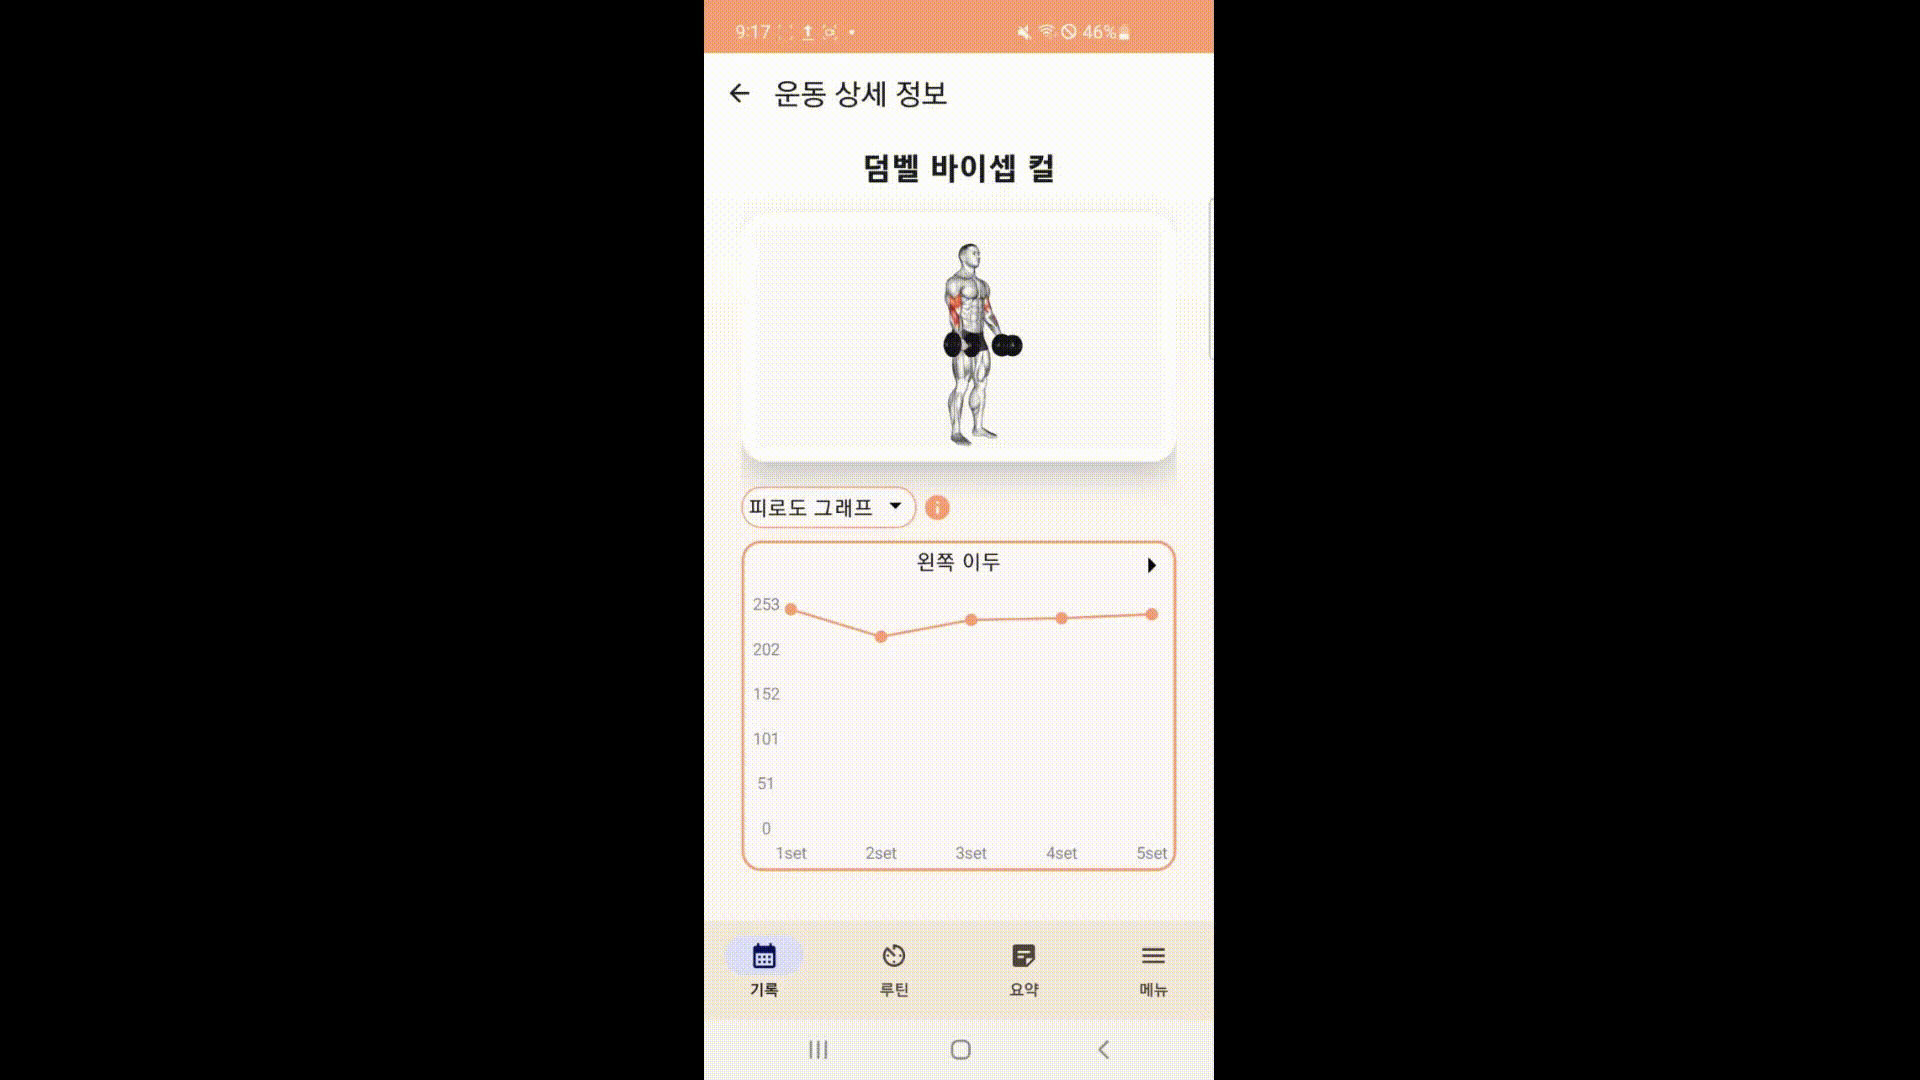 9:17 46%
운동 상세 정보
덤벨 바이셉 컬
피로도 그래프
왼쪽 이두
253
202
152
101
51
0
1set 2set 3set 4set 5set
기록 루틴 요약 메뉴